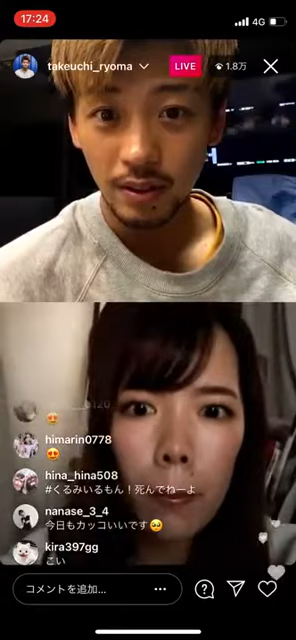 17:24
4G
takeuchi_ryoma
LIVE
1.8万
himarin0778
hina_hina508
#くるみいるもん！死んでねーよ
nanase_3_4
今日もカッコいいです🥺
kira397gg
こい
コメントを追加...